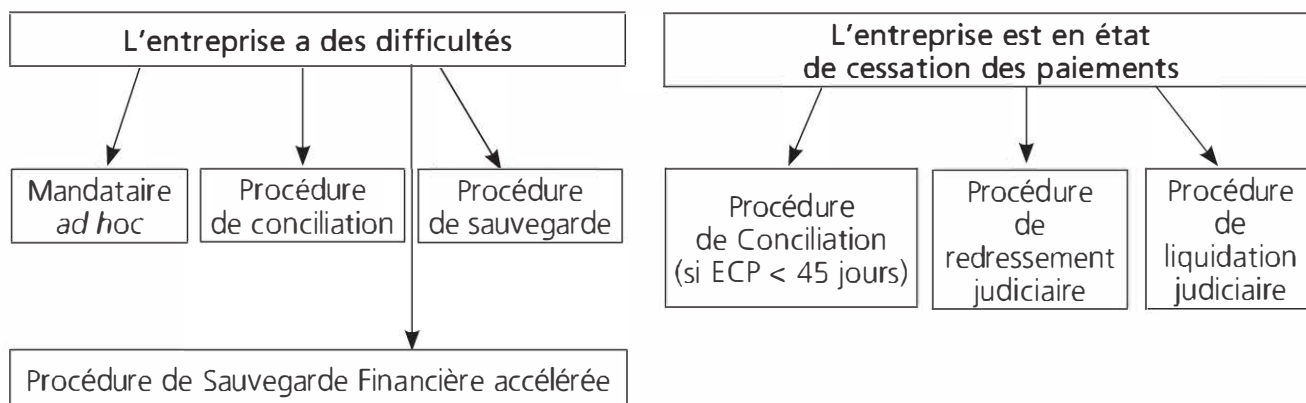 L'entreprise a des difficultés
Mandataire
ad hoc
Procédure
de conciliation
Procédure
de sauvegarde
Procédure de Sauvegarde Financière accélérée
L'entreprise est en état
de cessation des paiements
Procédure
de Conciliation
(si ECP < 45 jours)
Procédure
de
redressement
judiciaire
Procédure
de
liquidation
judiciaire